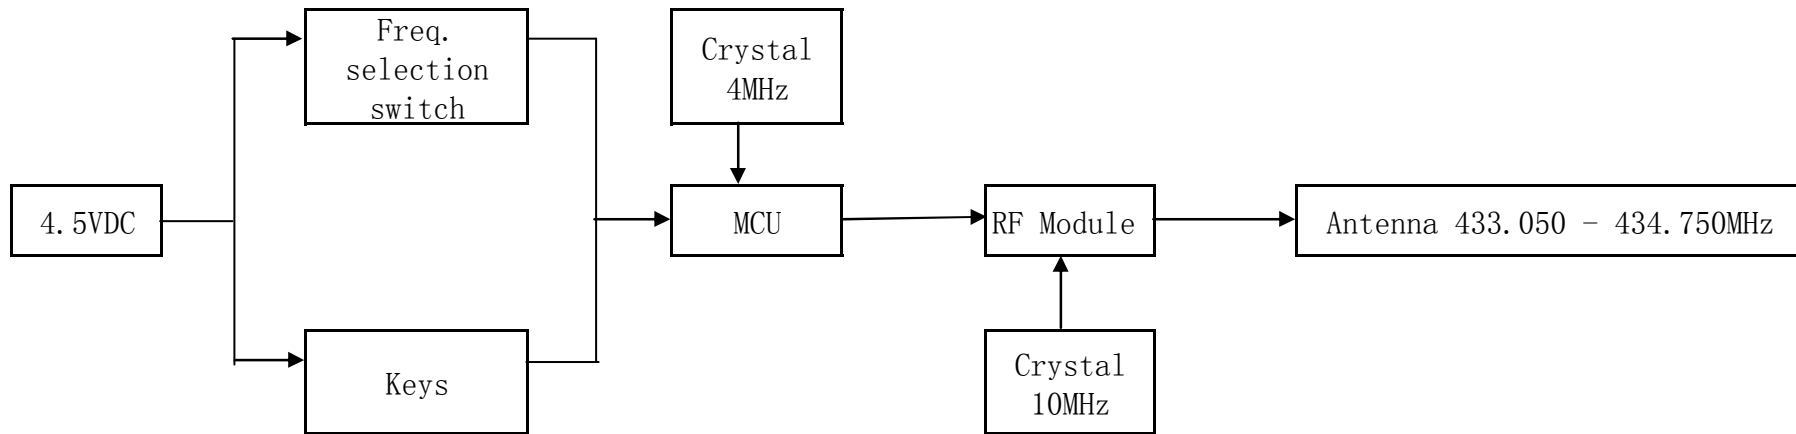 Freq.
selection
switch
Crystal
4MHz
4.5VDC
MCU
RF Module
Antenna 433.050 - 434.750MHz
Keys
Crystal
10MHz